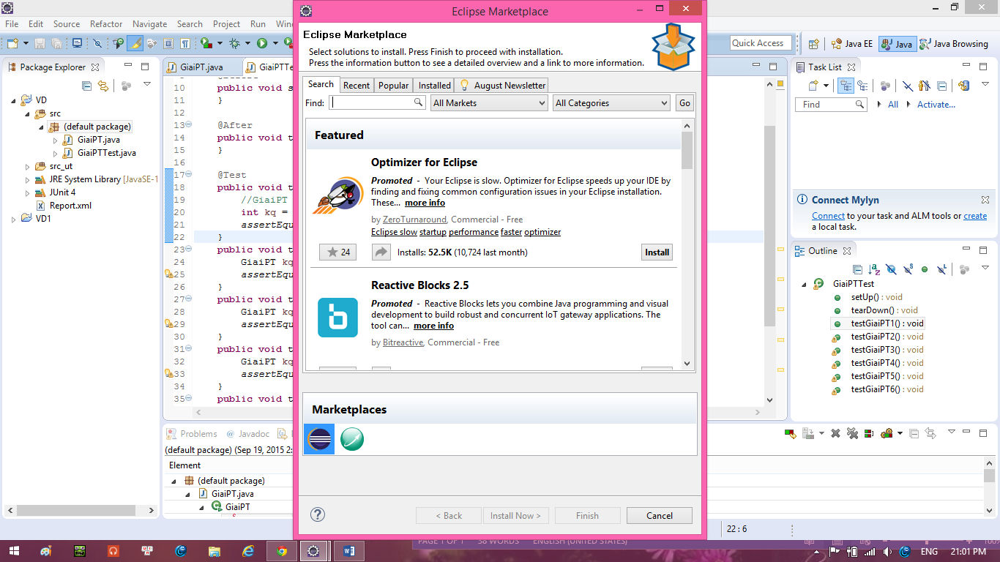 Eclipse Marketplace
File Edit Source Refactor Navigate Search Project Run
Quick Access
Java EE
Java
Java Browsing
Package Explorer
VD
src
(default package)
GiaiPT.java
GiaiPTTest.java
src_ut
JRE System Library [JavaSE-1
JUnit 4
Report.xml
VD1
GiaiPT.java
10 public void s
11 }
12
13 @After
14 public void t
15 }
16
17 @Test
18 public void t
19 //GiaiPT
20 int kq =
21 assertEqu
22 }
23 public void t
24 GiaiPT kq
25 assertEqu
26 }
27 public void t
28 GiaiPT kq
29 assertEqu
30 }
31 public void t
32 GiaiPT kq
33 assertEqu
34 }
35 public void t
Eclipse Marketplace
Select solutions to install. Press Finish to proceed with installation.
Press the information button to see a detailed overview and a link to more information.
Search Recent Popular Installed August Newsletter
Find: All Markets All Categories Go
Featured
Optimizer for Eclipse
Promoted - Your Eclipse is slow. Optimizer for Eclipse speeds up your IDE by
finding and fixing common configuration issues in your Eclipse installation.
These... more info
by ZeroTurnaround, Commercial - Free
Eclipse slow startup performance faster optimizer
24 Installs: 52.5K (10,724 last month) Install
Reactive Blocks 2.5
Promoted - Reactive Blocks lets you combine Java programming and visual
development to build robust and concurrent IoT gateway applications. The
tool can... more info
by Bitreactive, Commercial - Free
Marketplaces
< Back Install Now > Finish Cancel
Task List
Find All Activate...
Connect Mylyn
Connect to your task and ALM tools or create
a local task.
Outline
GiaiPTTest
setUp() : void
tearDown() : void
testGiaiPT1() : void
testGiaiPT2() : void
testGiaiPT3() : void
testGiaiPT4() : void
testGiaiPT5() : void
testGiaiPT6() : void
Problems @ Javadoc
(default package) (Sep 19, 2015 2:
Element
(default package)
GiaiPT.java
GiaiPT
22 : 6
PAGE 1 OF 1 38 WORDS ENGLISH (UNITED STATES)
ENG 21:01 PM